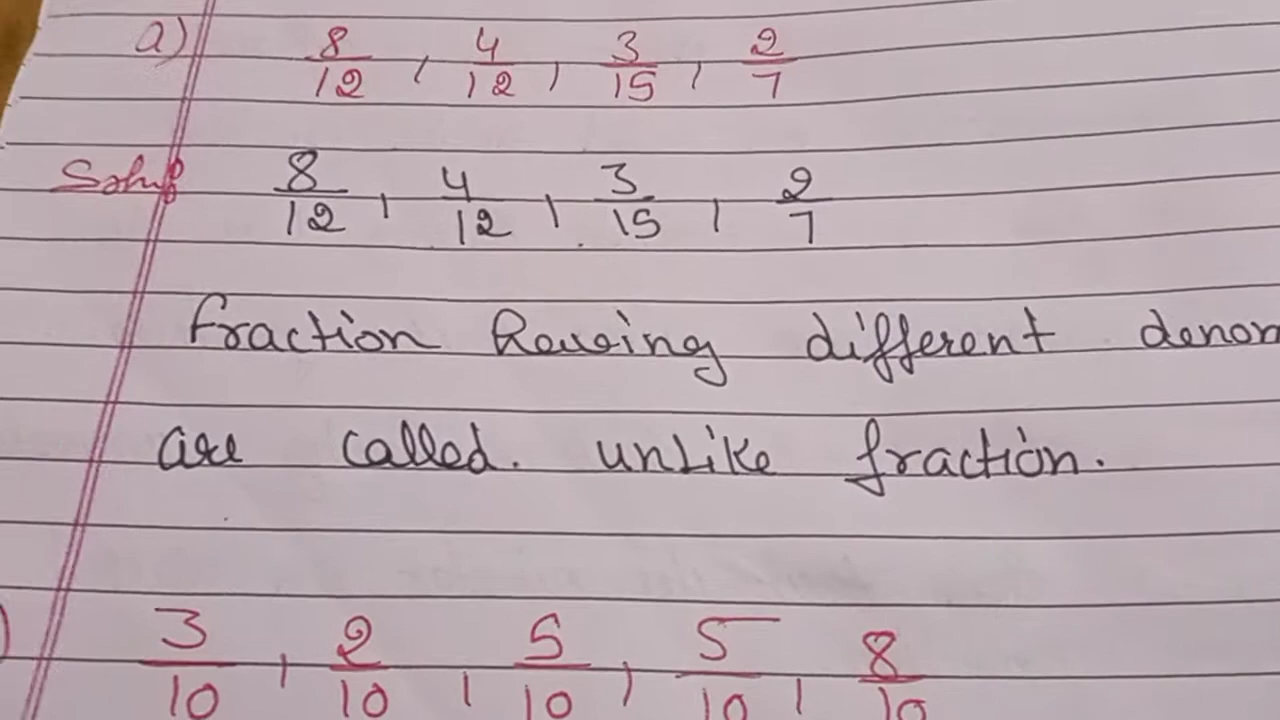 a) 8/12 , 4/12 , 3/15 , 2/7
Soln: 8/12 , 4/12 , 3/15 , 2/7
fraction having different denom
are called. unlike fraction.
) 3/10 , 2/10 , 5/10 , 5/10 , 8/10